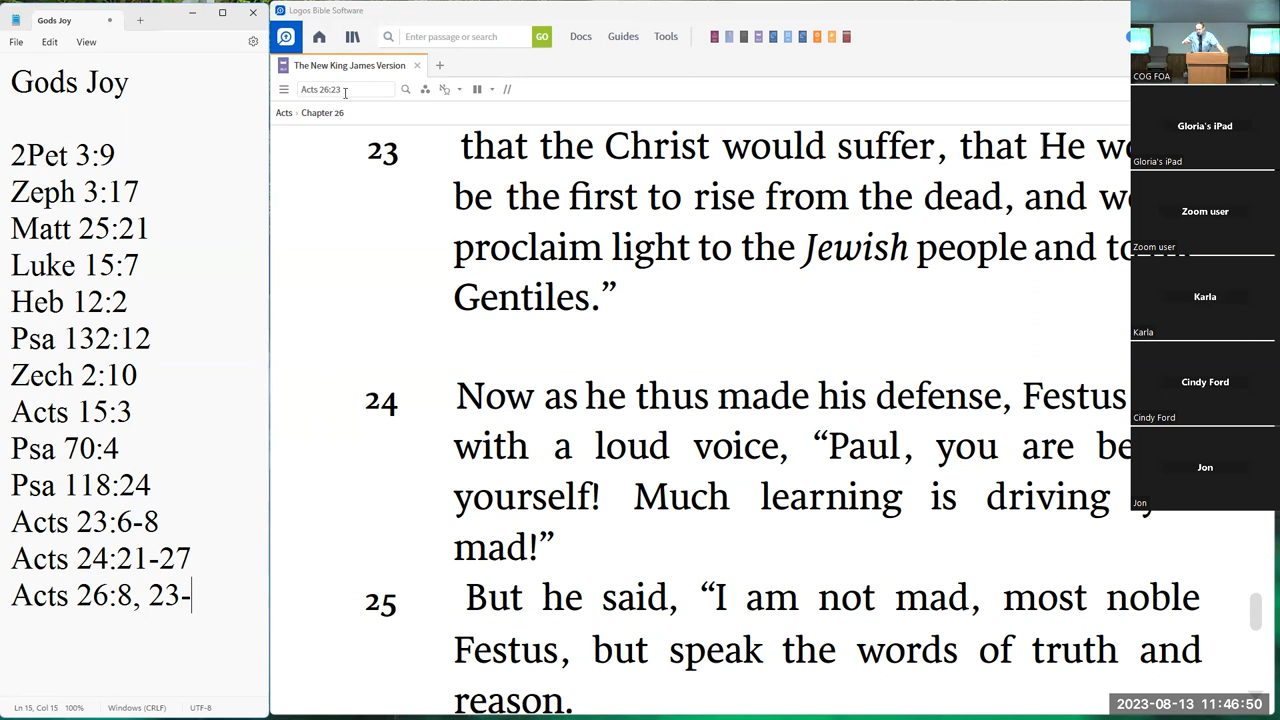 Gods Joy
File Edit View
Gods Joy
2Pet 3:9
Zeph 3:17
Matt 25:21
Luke 15:7
Heb 12:2
Psa 132:12
Zech 2:10
Acts 15:3
Psa 70:4
Psa 118:24
Acts 23:6-8
Acts 24:21-27
Acts 26:8, 23-
Ln 15, Col 15 100% Windows (CRLF) UTF-8
Logos Bible Software
Enter passage or search GO Docs Guides Tools
The New King James Version
Acts 26:23
Acts › Chapter 26
23 that the Christ would suffer, that He
be the first to rise from the dead, and
proclaim light to the Jewish people and to
Gentiles.”
24 Now as he thus made his defense, Festus
with a loud voice, “Paul, you are
yourself! Much learning is driving
mad!”
25 But he said, “I am not mad, most noble
Festus, but speak the words of truth and
reason.
COG FOA
Gloria's iPad
Gloria's iPad
Zoom user
Zoom user
Karla
Karla
Cindy Ford
Cindy Ford
Jon
Jon
2023-08-13 11:46:50